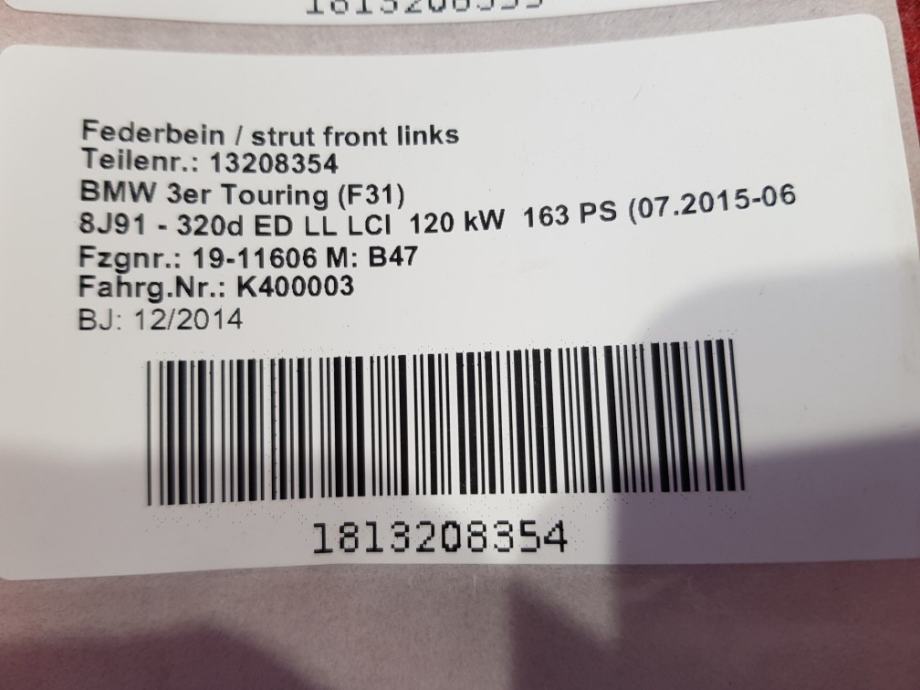 1813208355
Federbein / strut front links
Teilenr.: 13208354
BMW 3er Touring (F31)
8J91 - 320d ED LL LCI 120 kW 163 PS (07.2015-06
Fzgnr.: 19-11606 M: B47
Fahrg.Nr.: K400003
BJ: 12/2014
1813208354